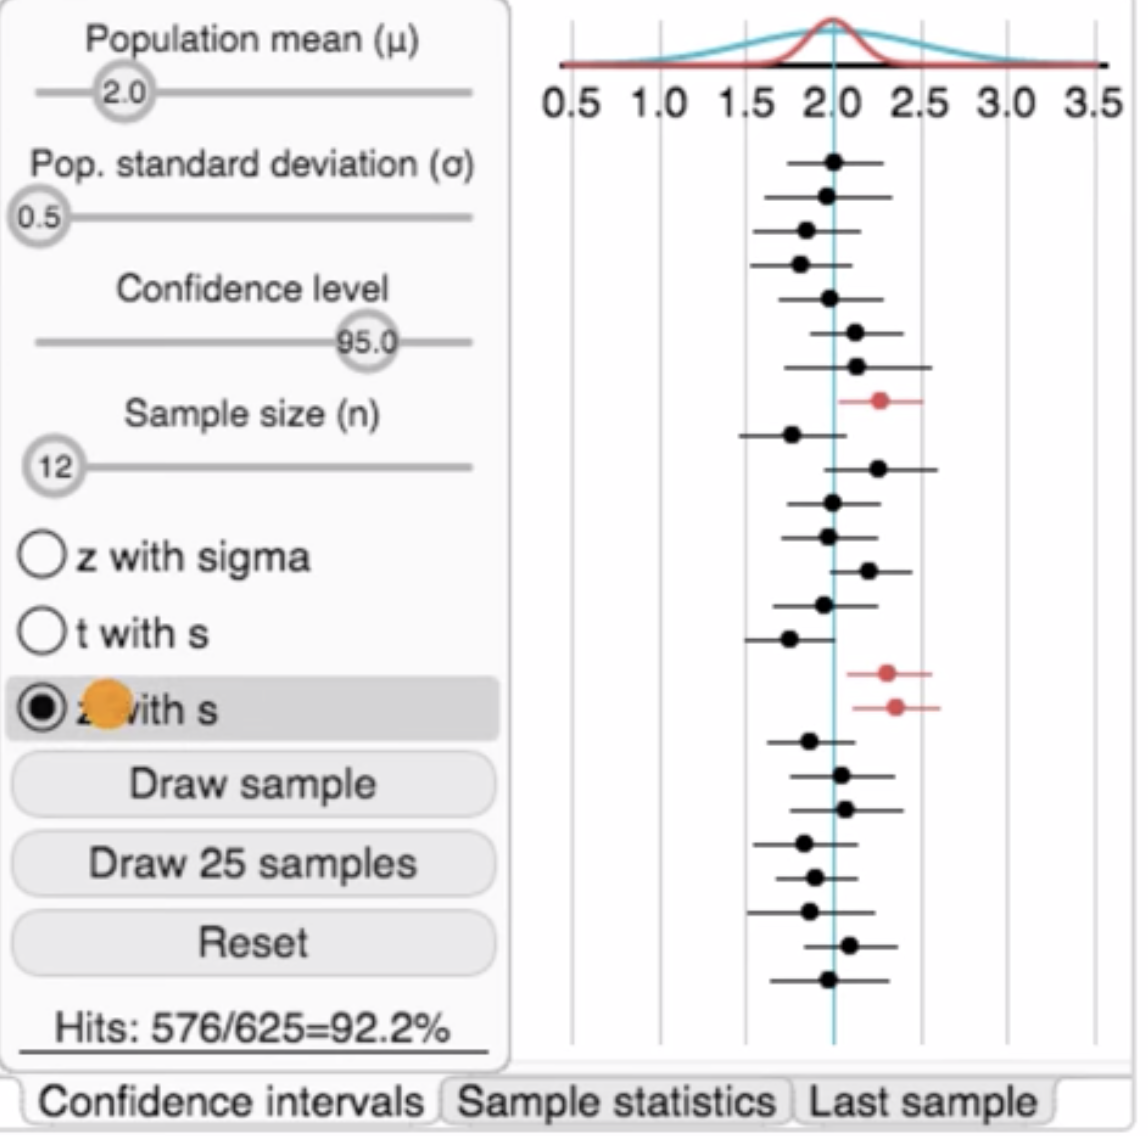 Population mean (μ)
2.0
Pop. standard deviation (σ)
0.5
Confidence level
95.0
Sample size (n)
12
z with sigma
t with s
z with s
Draw sample
Draw 25 samples
Reset
Hits: 576/625=92.2%
0.5 1.0 1.5 2.0 2.5 3.0 3.5
Confidence intervals Sample statistics Last sample